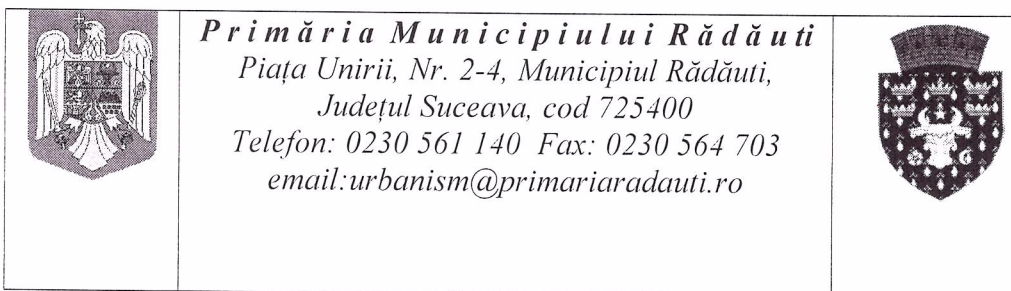 Primăria Municipiului Rădăuti
Piața Unirii, Nr. 2-4, Municipiul Rădăuti,
Județul Suceava, cod 725400
Telefon: 0230 561 140 Fax: 0230 564 703
email:urbanism@primariaradauti.ro